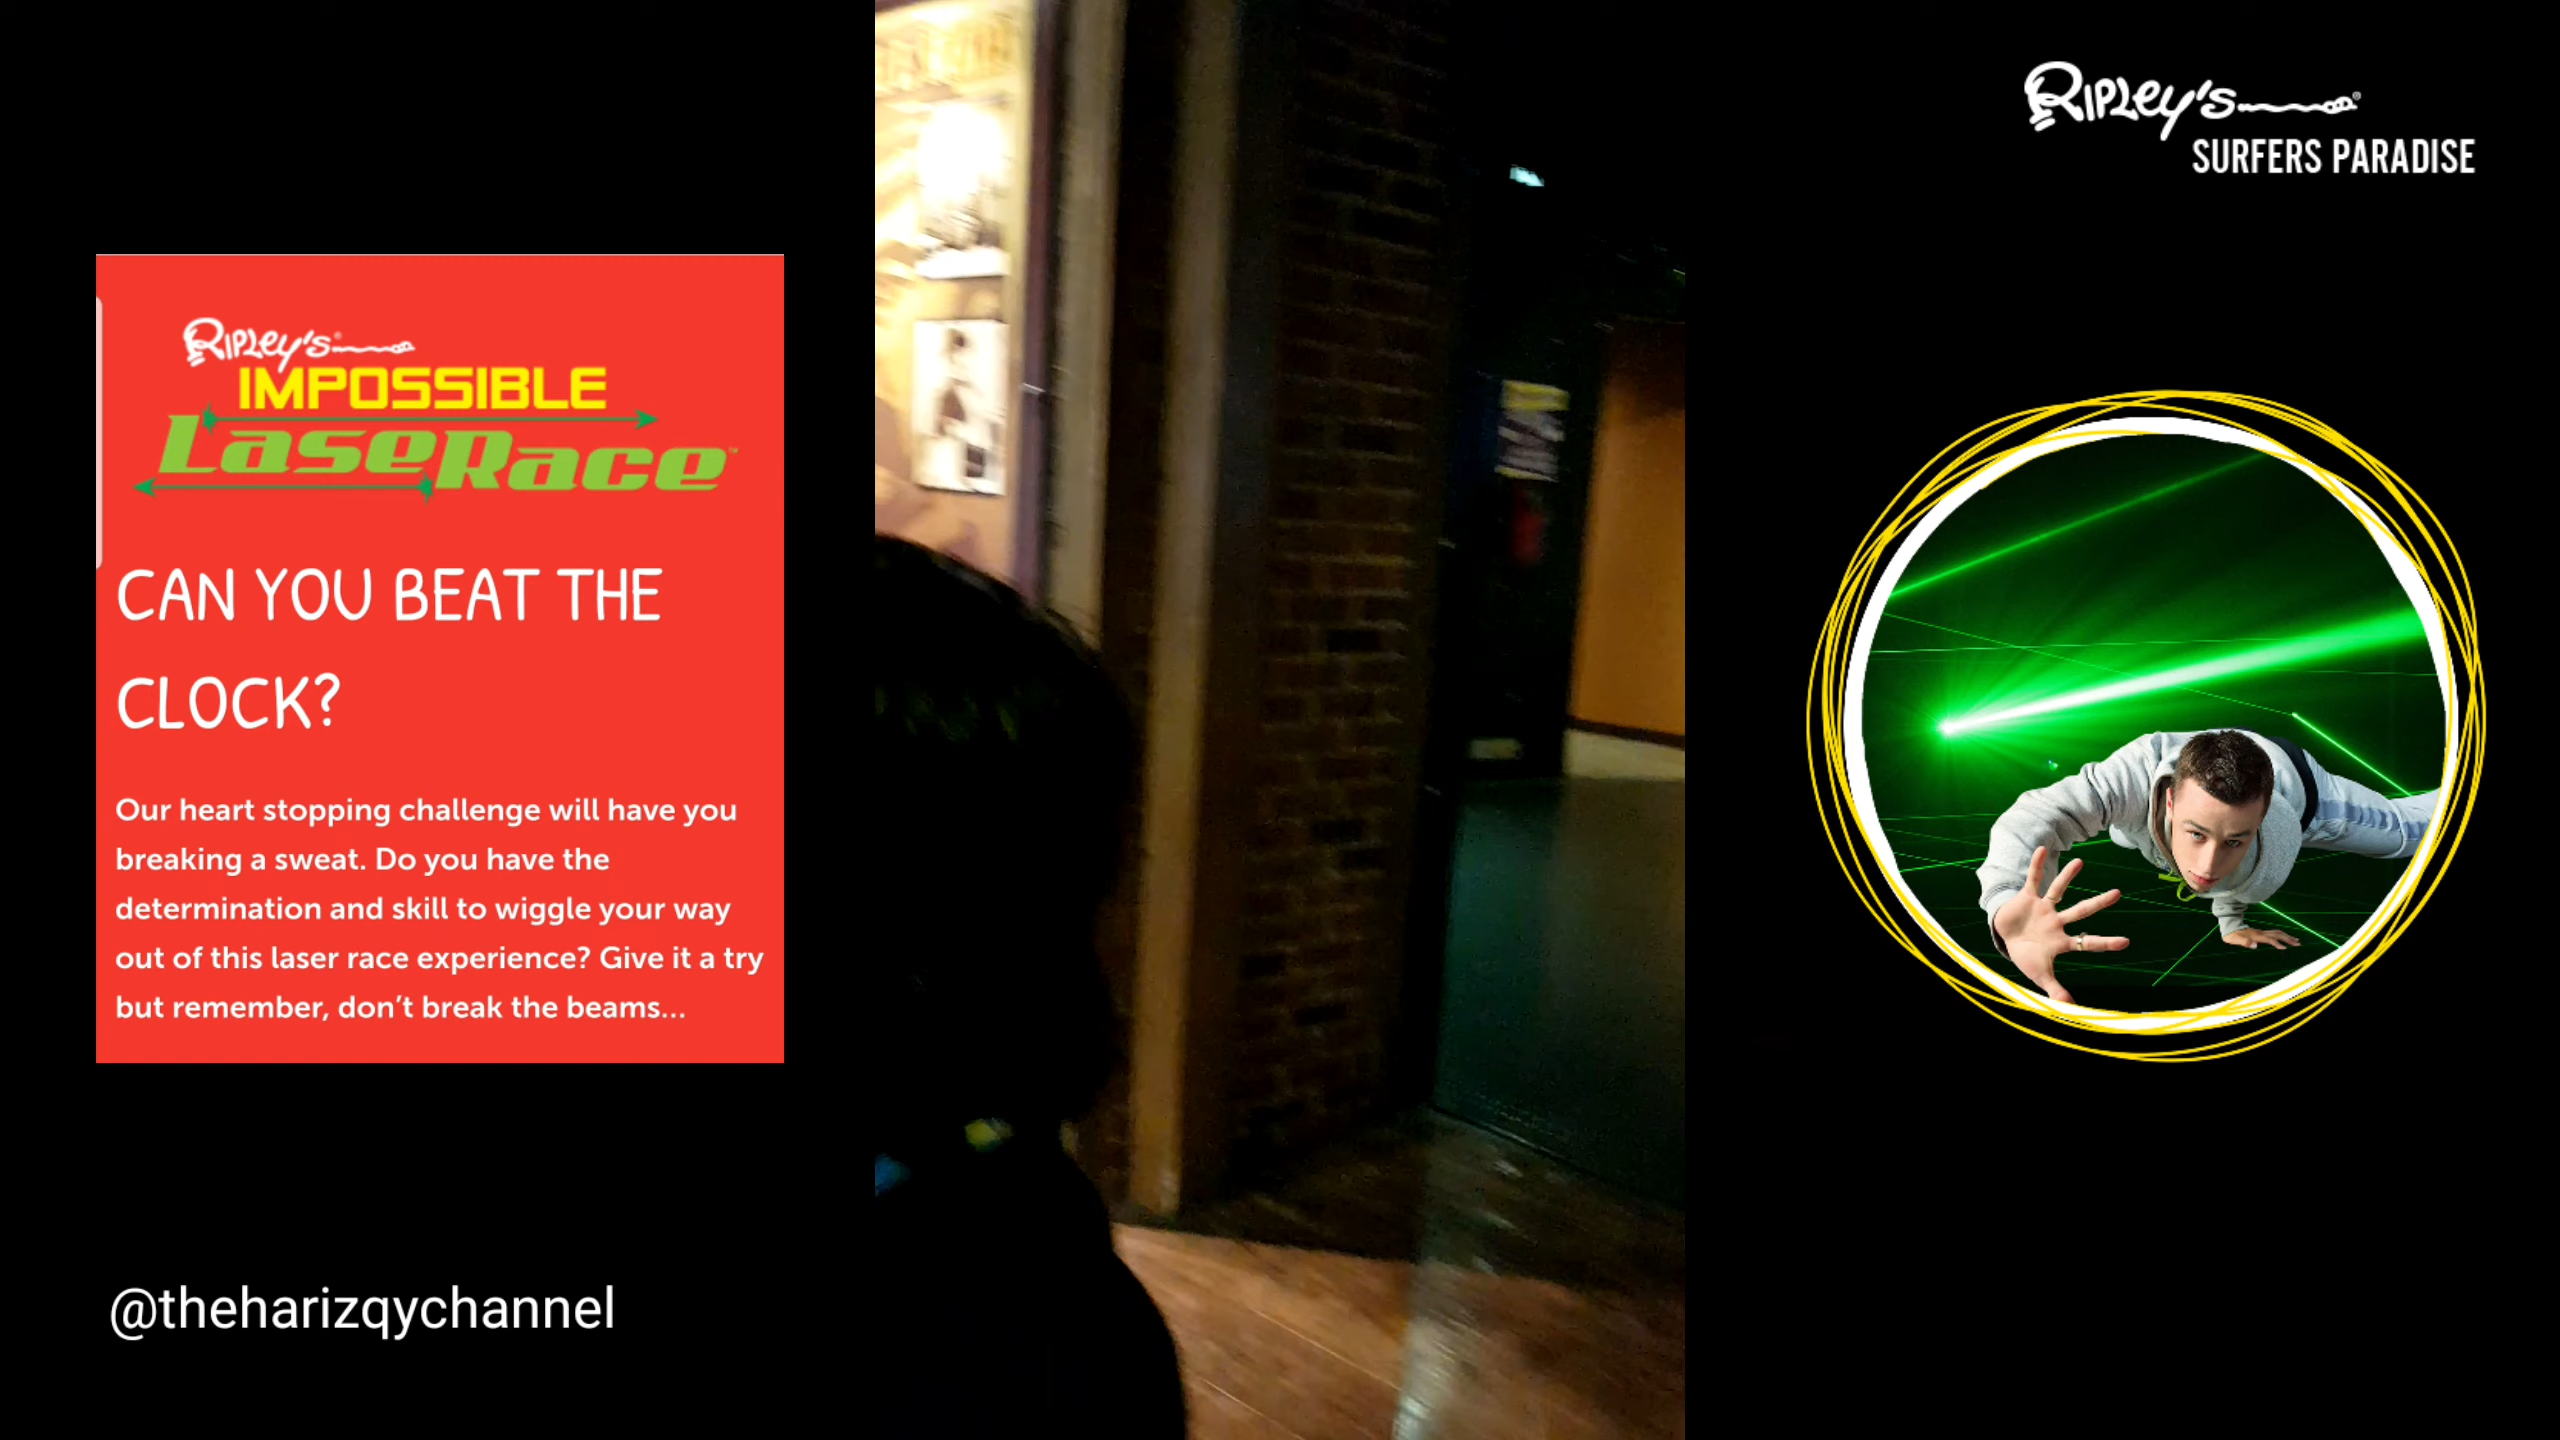 RIPLEY'S
IMPOSSIBLE
LaseRace™
CAN YOU BEAT THE
CLOCK?
Our heart stopping challenge will have you
breaking a sweat. Do you have the
determination and skill to wiggle your way
out of this laser race experience? Give it a try
but remember, don't break the beams...
@theharizqychannel
RIPLEY'S®
SURFERS PARADISE